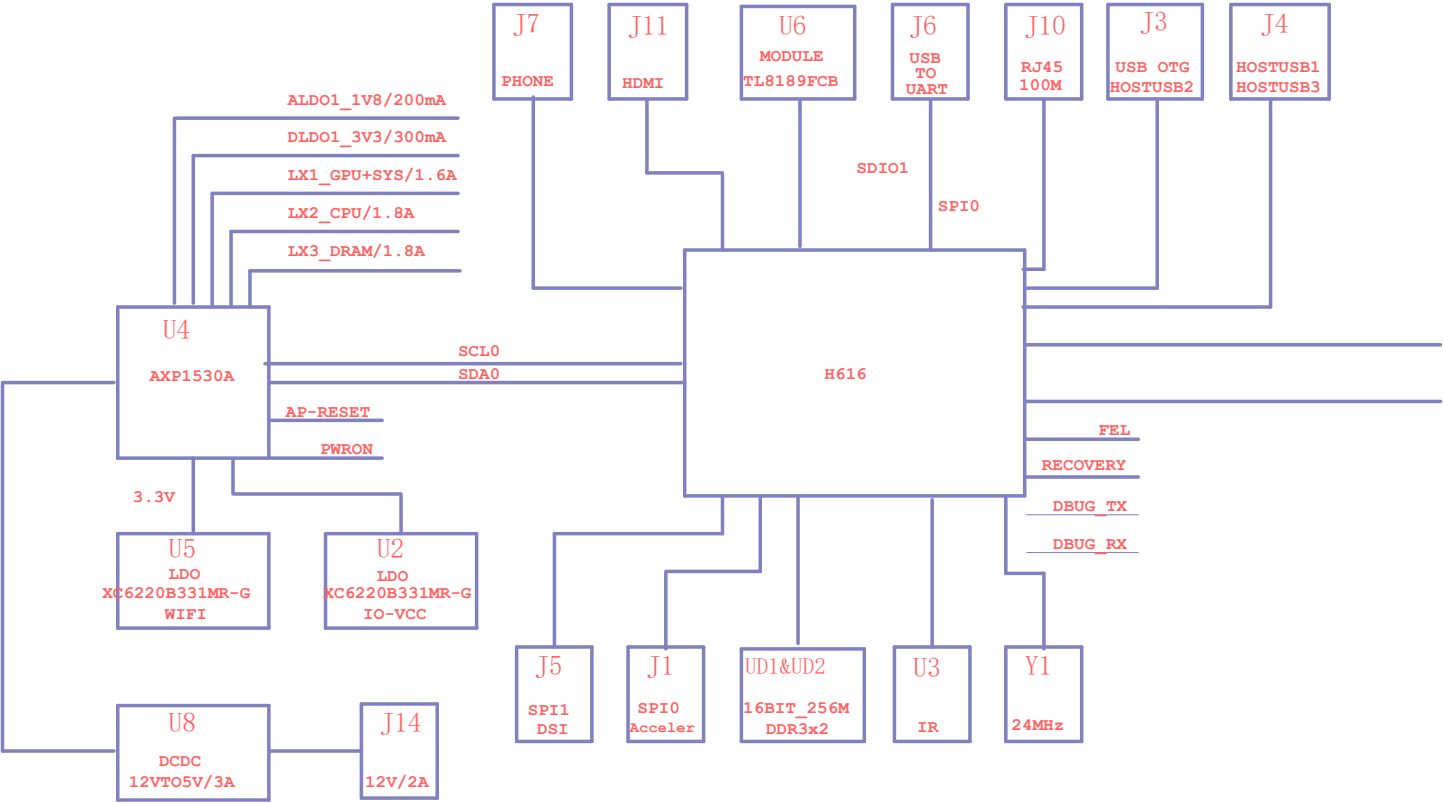 J7
PHONE
J11
HDMI
U6
MODULE
TL8189FCB
J6
USB
TO
UART
J10
RJ45
100M
J3
USB OTG
HOSTUSB2
J4
HOSTUSB1
HOSTUSB3
ALDO1_1V8/200mA
DLDO1_3V3/300mA
LX1_GPU+SYS/1.6A
LX2_CPU/1.8A
LX3_DRAM/1.8A
SDIO1
SPI0
U4
AXP1530A
SCL0
SDA0
AP-RESET
PWRON
H616
FEL
RECOVERY
DBUG_TX
DBUG_RX
3.3V
U5
LDO
XC6220B331MR-G
WIFI
U2
LDO
XC6220B331MR-G
IO-VCC
J5
SPI1
DSI
J1
SPI0
Acceler
UD1&UD2
16BIT_256M
DDR3x2
U3
IR
Y1
24MHz
U8
DCDC
12VTO5V/3A
J14
12V/2A